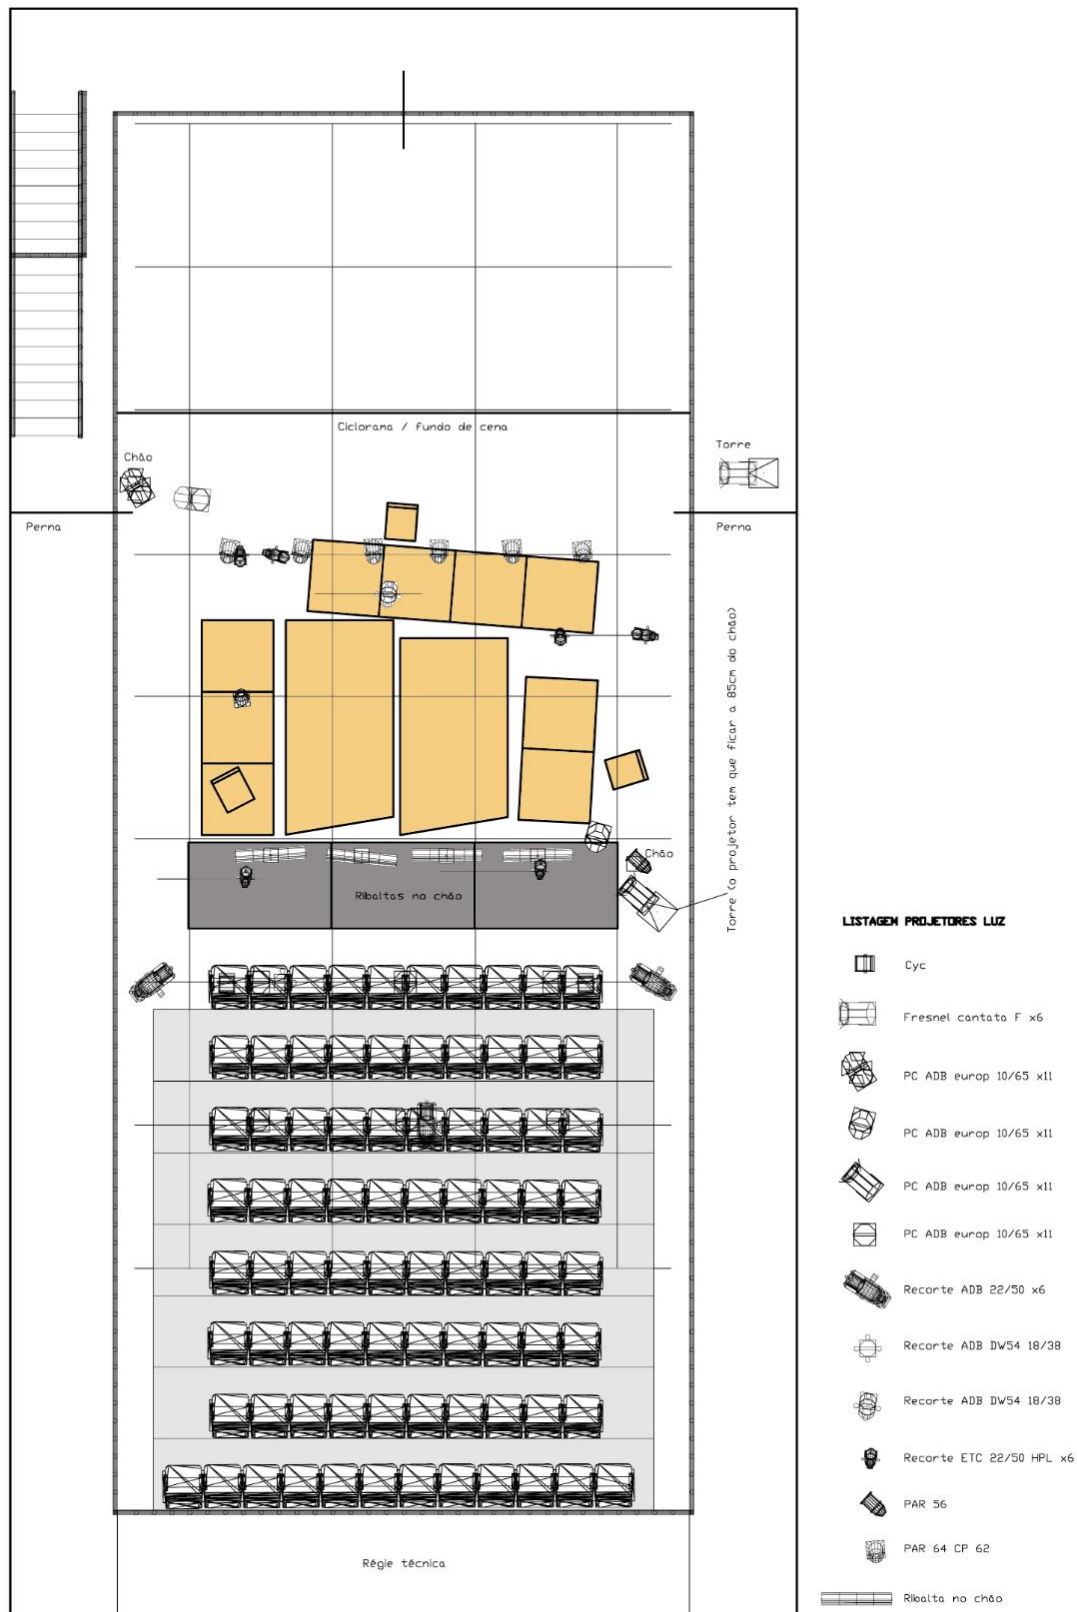 Ciclorama / fundo de cena
Chão
Torre
Perna
Perna
Torre (o projetor tem que ficar a 85cm do chão)
Chão
Ribaltas no chão
Régie técnica
LISTAGEM PROJETORES LUZ
Cyc
Fresnel cantata F x6
PC ADB europ 10/65 x11
PC ADB europ 10/65 x11
PC ADB europ 10/65 x11
PC ADB europ 10/65 x11
Recorte ADB 22/50 x6
Recorte ADB DW54 18/38
Recorte ADB DW54 18/38
Recorte ETC 22/50 HPL x6
PAR 56
PAR 64 CP 62
Ribalta no chão